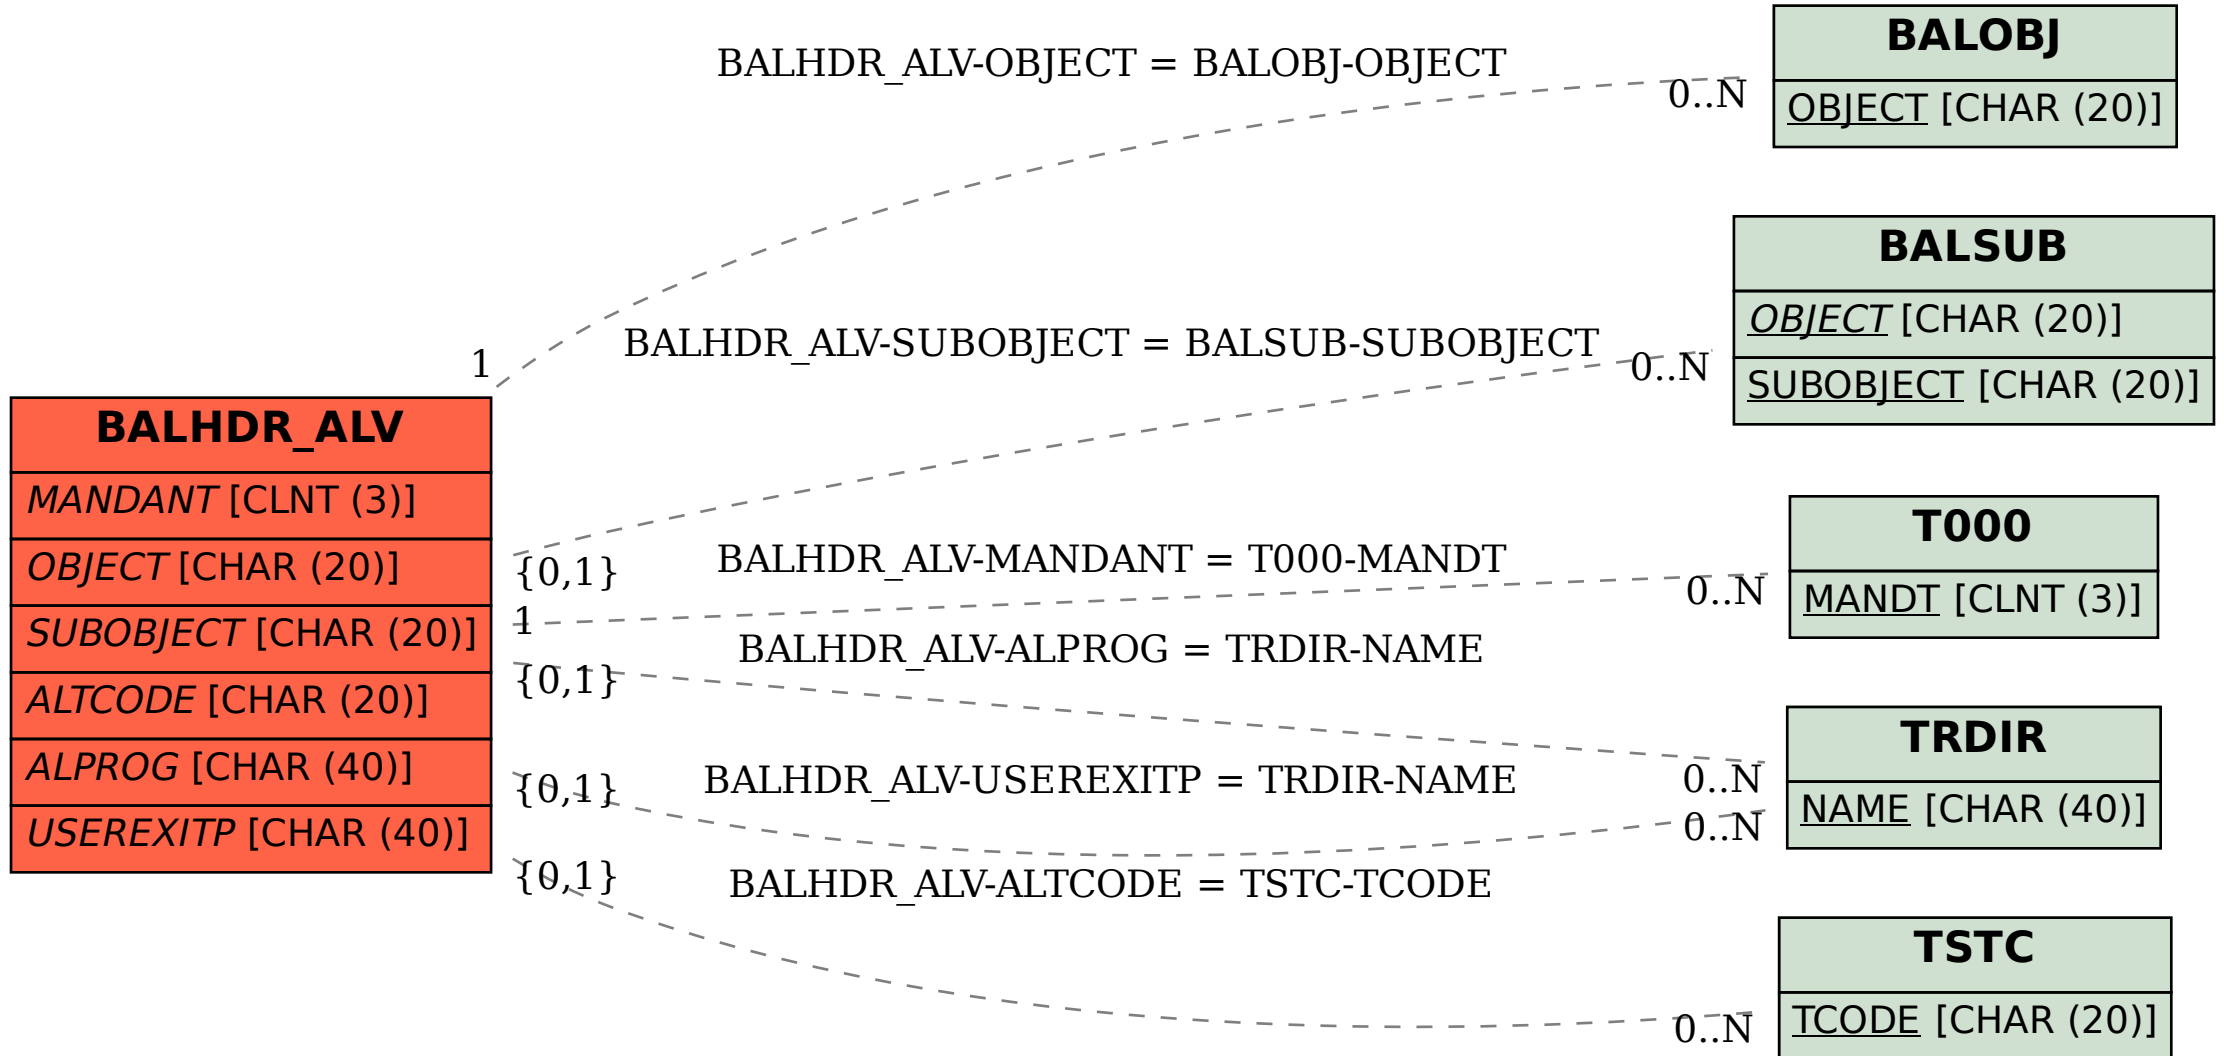 BALHDR_ALV-OBJECT = BALOBJ-OBJECT
0..N
1
BALOBJ
OBJECT [CHAR (20)]
BALHDR_ALV-SUBOBJECT = BALSUB-SUBOBJECT
0..N
{0,1}
BALSUB
OBJECT [CHAR (20)]
SUBOBJECT [CHAR (20)]
BALHDR_ALV
MANDANT [CLNT (3)]
OBJECT [CHAR (20)]
SUBOBJECT [CHAR (20)]
ALTCODE [CHAR (20)]
ALPROG [CHAR (40)]
USEREXITP [CHAR (40)]
BALHDR_ALV-MANDANT = T000-MANDT
0..N
1
T000
MANDT [CLNT (3)]
BALHDR_ALV-ALPROG = TRDIR-NAME
{0,1}
0..N
BALHDR_ALV-USEREXITP = TRDIR-NAME
{0,1}
0..N
TRDIR
NAME [CHAR (40)]
BALHDR_ALV-ALTCODE = TSTC-TCODE
{0,1}
0..N
TSTC
TCODE [CHAR (20)]